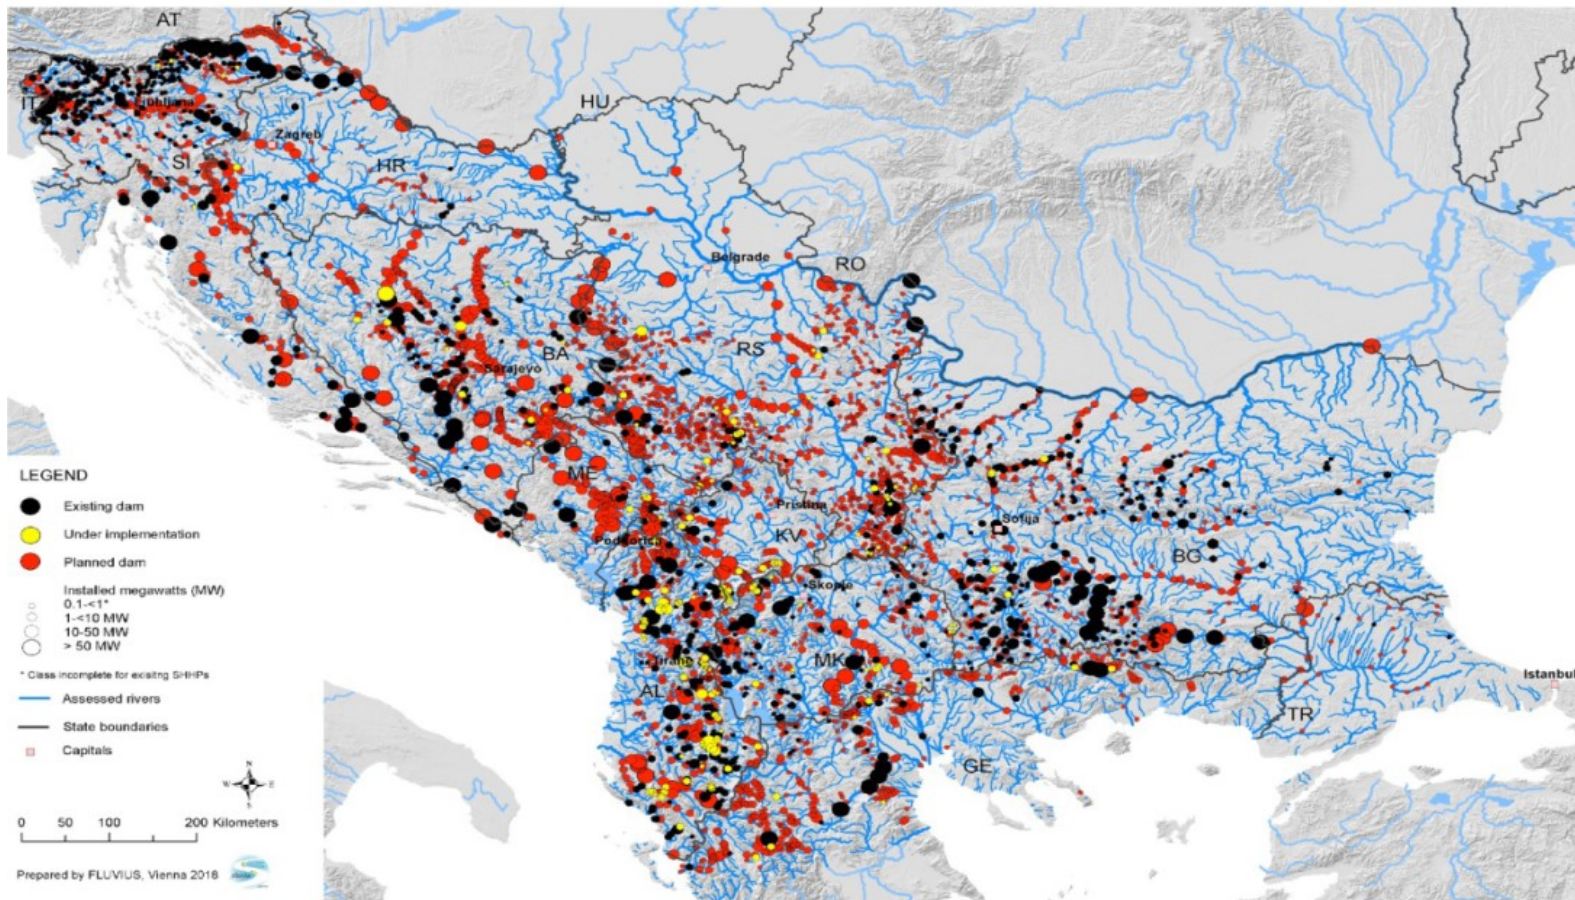 AT
HU
IT
Ljubljana
Zagreb
SI
HR
Belgrade
RO
RS
BA
Sarajevo
ME
Pristina
Sofija
Podgorica
KV
BG
Skopje
Tirana
MK
AL
Istanbul
TR
GE
LEGEND
Existing dam
Under implementation
Planned dam
Installed megawatts (MW)
0.1-<1*
1-<10 MW
10-50 MW
> 50 MW
* Class incomplete for exisitng SHHPs
Assessed rivers
State boundaries
Capitals
N
W E
S
0 50 100 200 Kilometers
Prepared by FLUVIUS, Vienna 2018